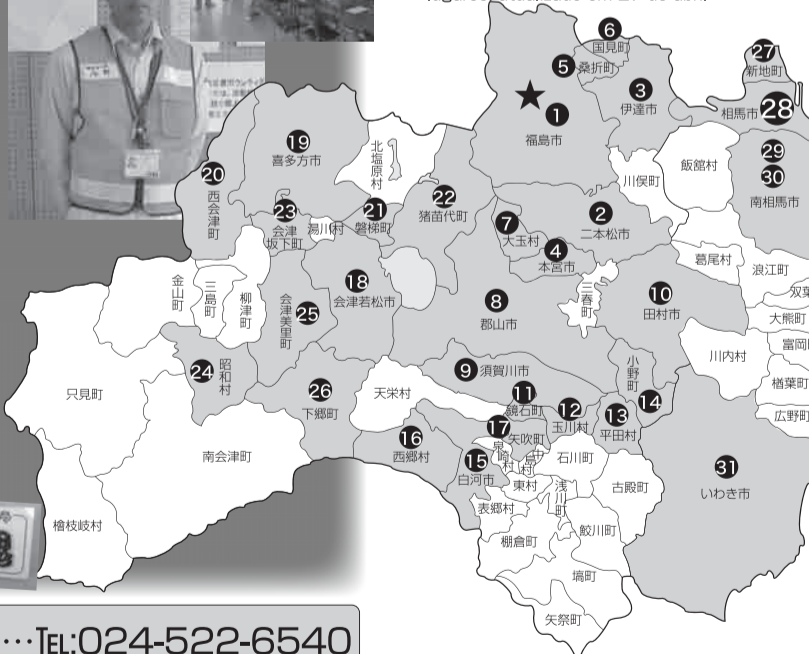 6
国見町
5
桑折町
27
新地町
3
伊達市
★
1
福島市
相馬市
28
29
30
南相馬市
飯舘村
川俣町
19
喜多方市
北塩原村
20
西会津町
22
猪苗代町
23
会津坂下町
湯川村
21
磐梯町
7
大玉村
2
二本松市
4
本宮市
葛尾村
浪江町
双葉
大熊町
富岡
楢葉町
広野町
川内村
金山町
三島町
柳津町
25
会津美里町
18
会津若松市
8
郡山市
三春町
10
田村市
24
昭和村
只見町
26
下郷町
天栄村
9
須賀川市
11
鏡石町
小野町
14
12
玉川村
13
平田村
17
泉崎村
矢吹町
中島村
16
西郷村
15
白河市
東村
石川町
浅川町
古殿町
31
いわき市
南会津町
檜枝岐村
表郷村
棚倉町
鮫川村
塙町
矢祭町
…TEL:024-522-6540